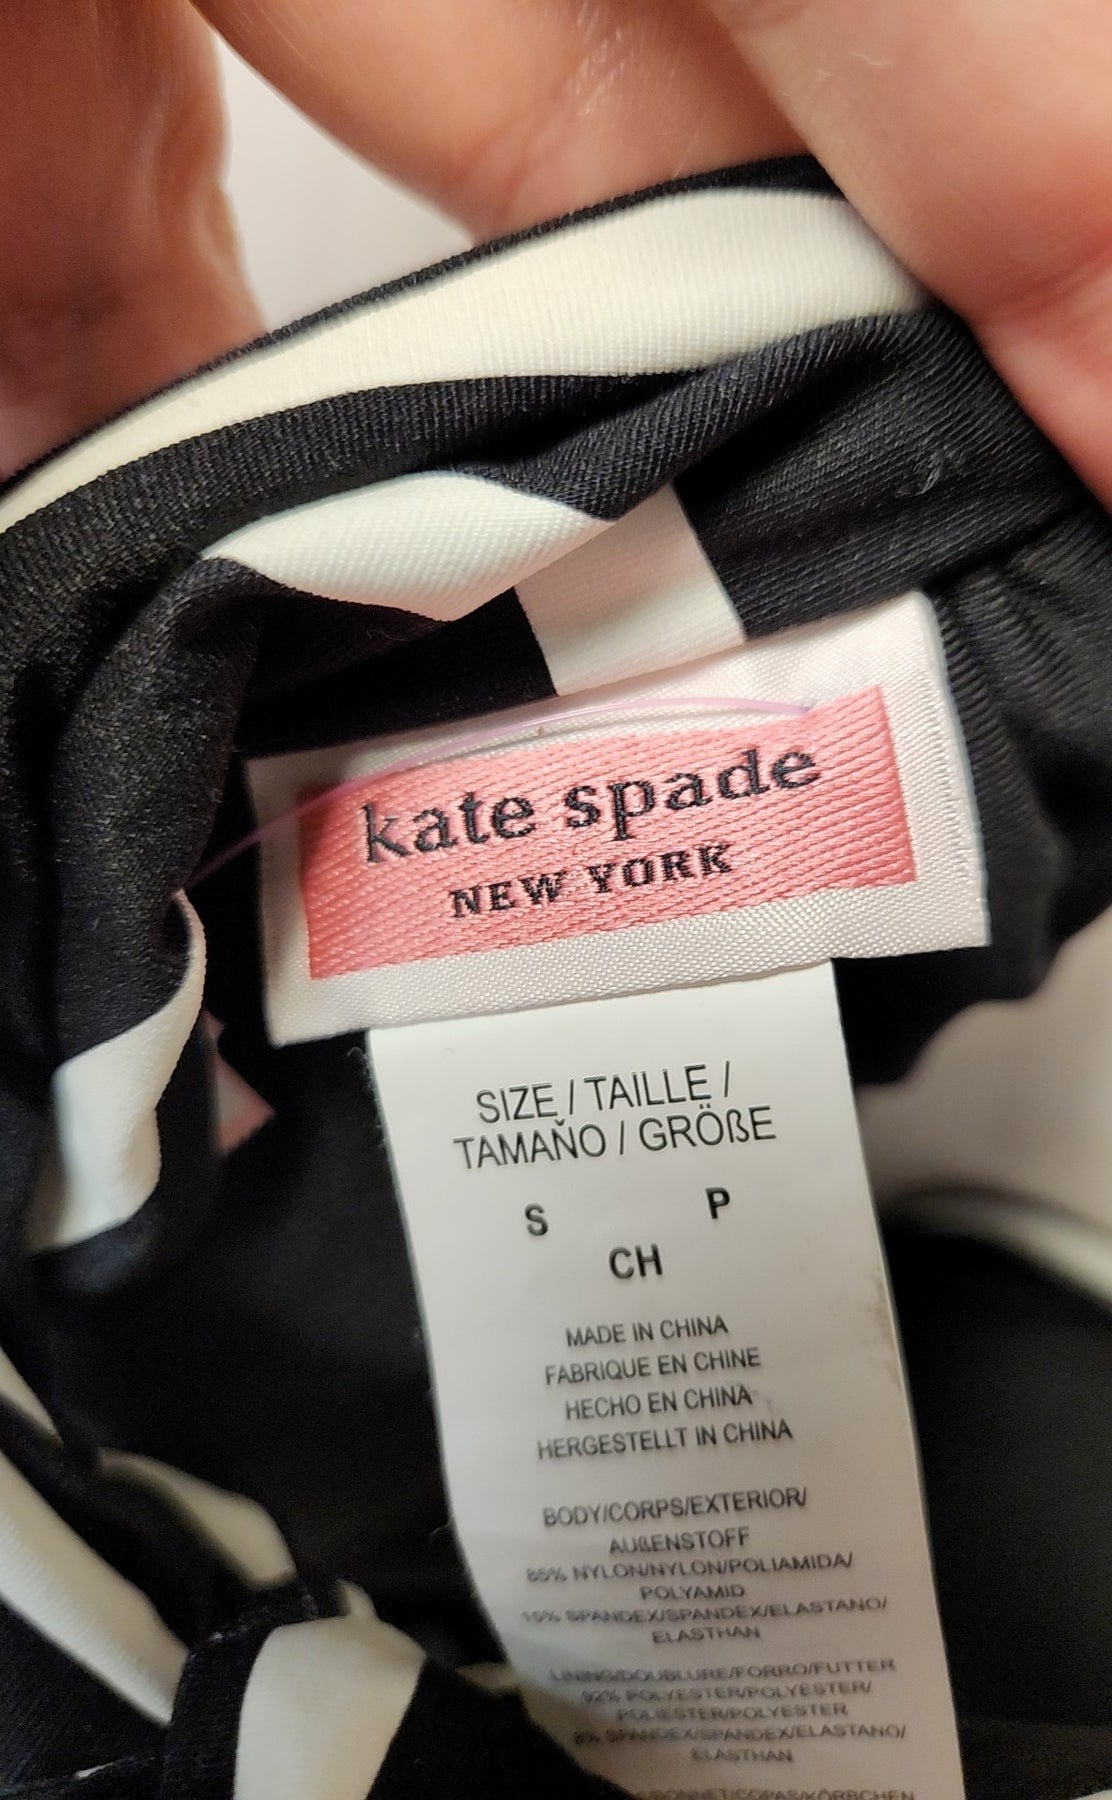 kate spade
NEW YORK
SIZE / TAILLE /
TAMAŇO / GRÖßE
S P
CH
MADE IN CHINA
FABRIQUE EN CHINE
HECHO EN CHINA
HERGESTELLT IN CHINA
BODY/CORPS/EXTERIOR/
AUßENSTOFF
85% NYLON/NYLON/POLIAMIDA/
POLYAMID
15% SPANDEX/SPANDEX/ELASTANO/
ELASTHAN
LINING/DOUBLURE/FORRO/FUTTER
92% POLYESTER/POLYESTER/
POLIESTER/POLYESTER
8% SPANDEX/SPANDEX/ELASTANO/
ELASTHAN